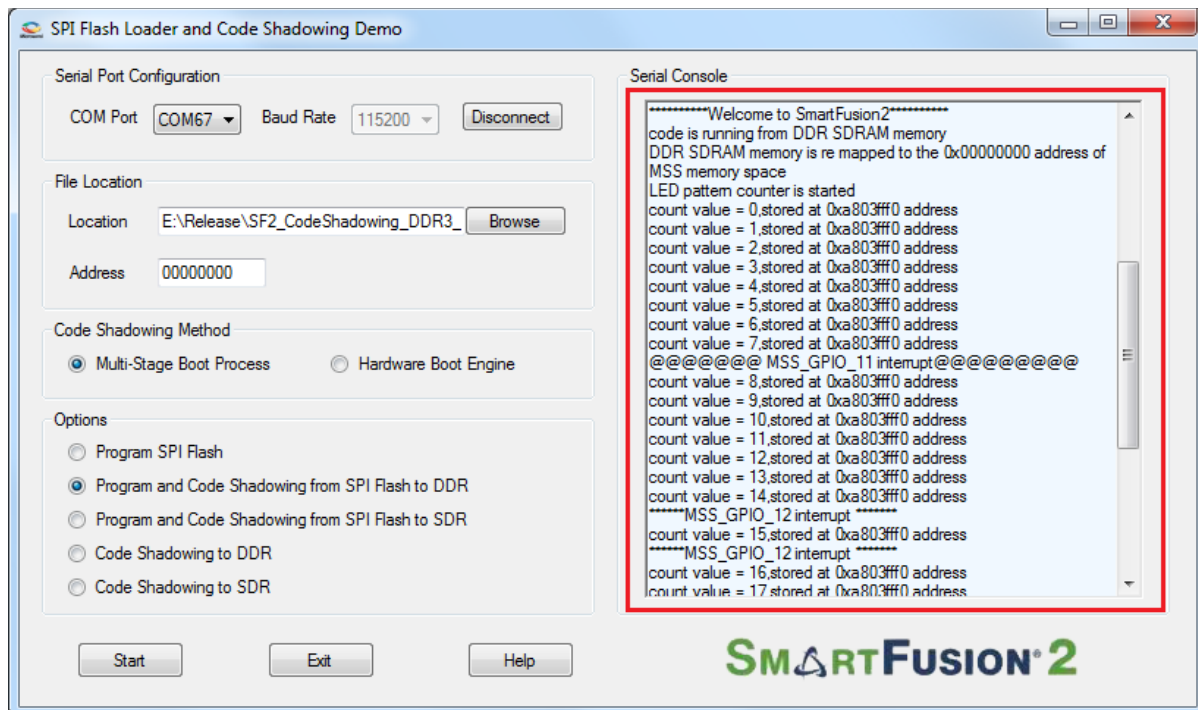 SPI Flash Loader and Code Shadowing Demo
Serial Port Configuration
COM Port COM67 Baud Rate 115200 Disconnect
File Location
Location E:\Release\SF2_CodeShadowing_DDR3_ Browse
Address 00000000
Code Shadowing Method
Multi-Stage Boot Process Hardware Boot Engine
Options
Program SPI Flash
Program and Code Shadowing from SPI Flash to DDR
Program and Code Shadowing from SPI Flash to SDR
Code Shadowing to DDR
Code Shadowing to SDR
Start Exit Help
Serial Console
**********Welcome to SmartFusion2**********
code is running from DDR SDRAM memory
DDR SDRAM memory is re mapped to the 0x00000000 address of
MSS memory space
LED pattern counter is started
count value = 0,stored at 0xa803fff0 address
count value = 1,stored at 0xa803fff0 address
count value = 2,stored at 0xa803fff0 address
count value = 3,stored at 0xa803fff0 address
count value = 4,stored at 0xa803fff0 address
count value = 5,stored at 0xa803fff0 address
count value = 6,stored at 0xa803fff0 address
count value = 7,stored at 0xa803fff0 address
@@@@@@@ MSS_GPIO_11 interrupt@@@@@@@@@
count value = 8,stored at 0xa803fff0 address
count value = 9,stored at 0xa803fff0 address
count value = 10,stored at 0xa803fff0 address
count value = 11,stored at 0xa803fff0 address
count value = 12,stored at 0xa803fff0 address
count value = 13,stored at 0xa803fff0 address
count value = 14,stored at 0xa803fff0 address
******MSS_GPIO_12 interrupt *******
count value = 15,stored at 0xa803fff0 address
******MSS_GPIO_12 interrupt *******
count value = 16,stored at 0xa803fff0 address
count value = 17,stored at 0xa803fff0 address
SMARTFUSION® 2